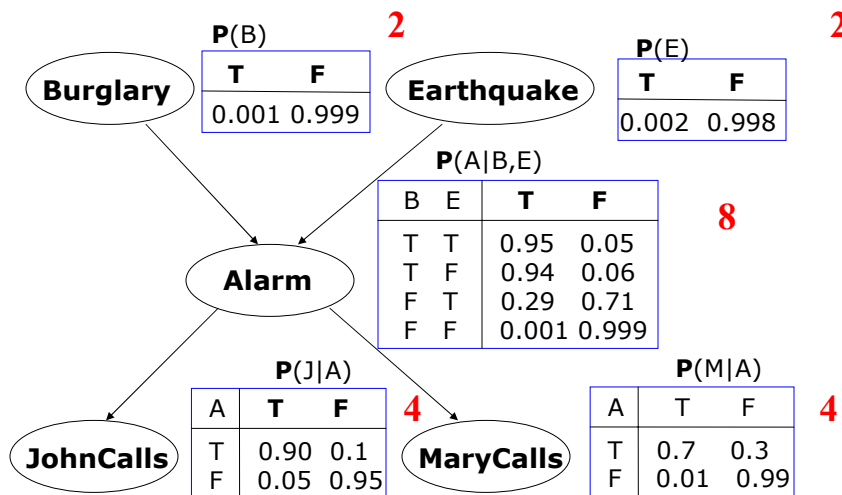 P(B) 2 2
P(E)
Burglary
T F
0.001 0.999
Earthquake
T F
0.002 0.998
P(A|B,E)
B E T F
8
T T 0.95 0.05
T F 0.94 0.06
F T 0.29 0.71
F F 0.001 0.999
Alarm
P(J|A)
A T F
4
T 0.90 0.1
F 0.05 0.95
JohnCalls
P(M|A)
A T F
4
T 0.7 0.3
F 0.01 0.99
MaryCalls